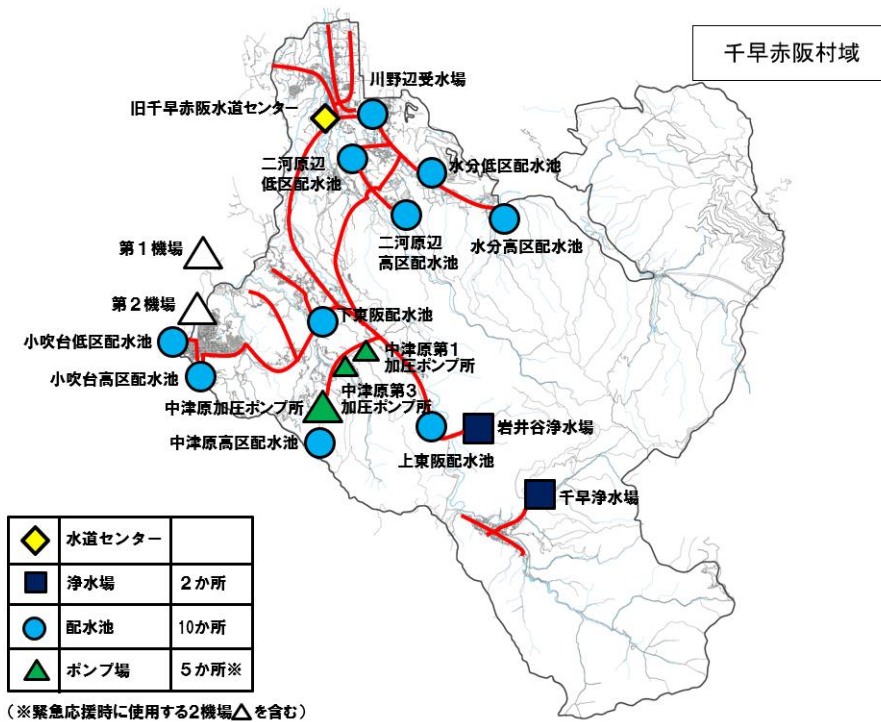 千早赤阪村域
川野辺受水場
旧千早赤阪水道センター
二河原辺
低区配水池
水分低区配水池
二河原辺
高区配水池
水分高区配水池
第1機場
第2機場
下東阪配水池
小吹台低区配水池
小吹台高区配水池
中津原第1
加圧ポンプ所
中津原第3
加圧ポンプ所
中津原加圧ポンプ所
中津原高区配水池
上東阪配水池
岩井谷浄水場
千早浄水場
水道センター
浄水場 2か所
配水池 10か所
ポンプ場 5か所※
(※緊急応援時に使用する2機場△を含む)